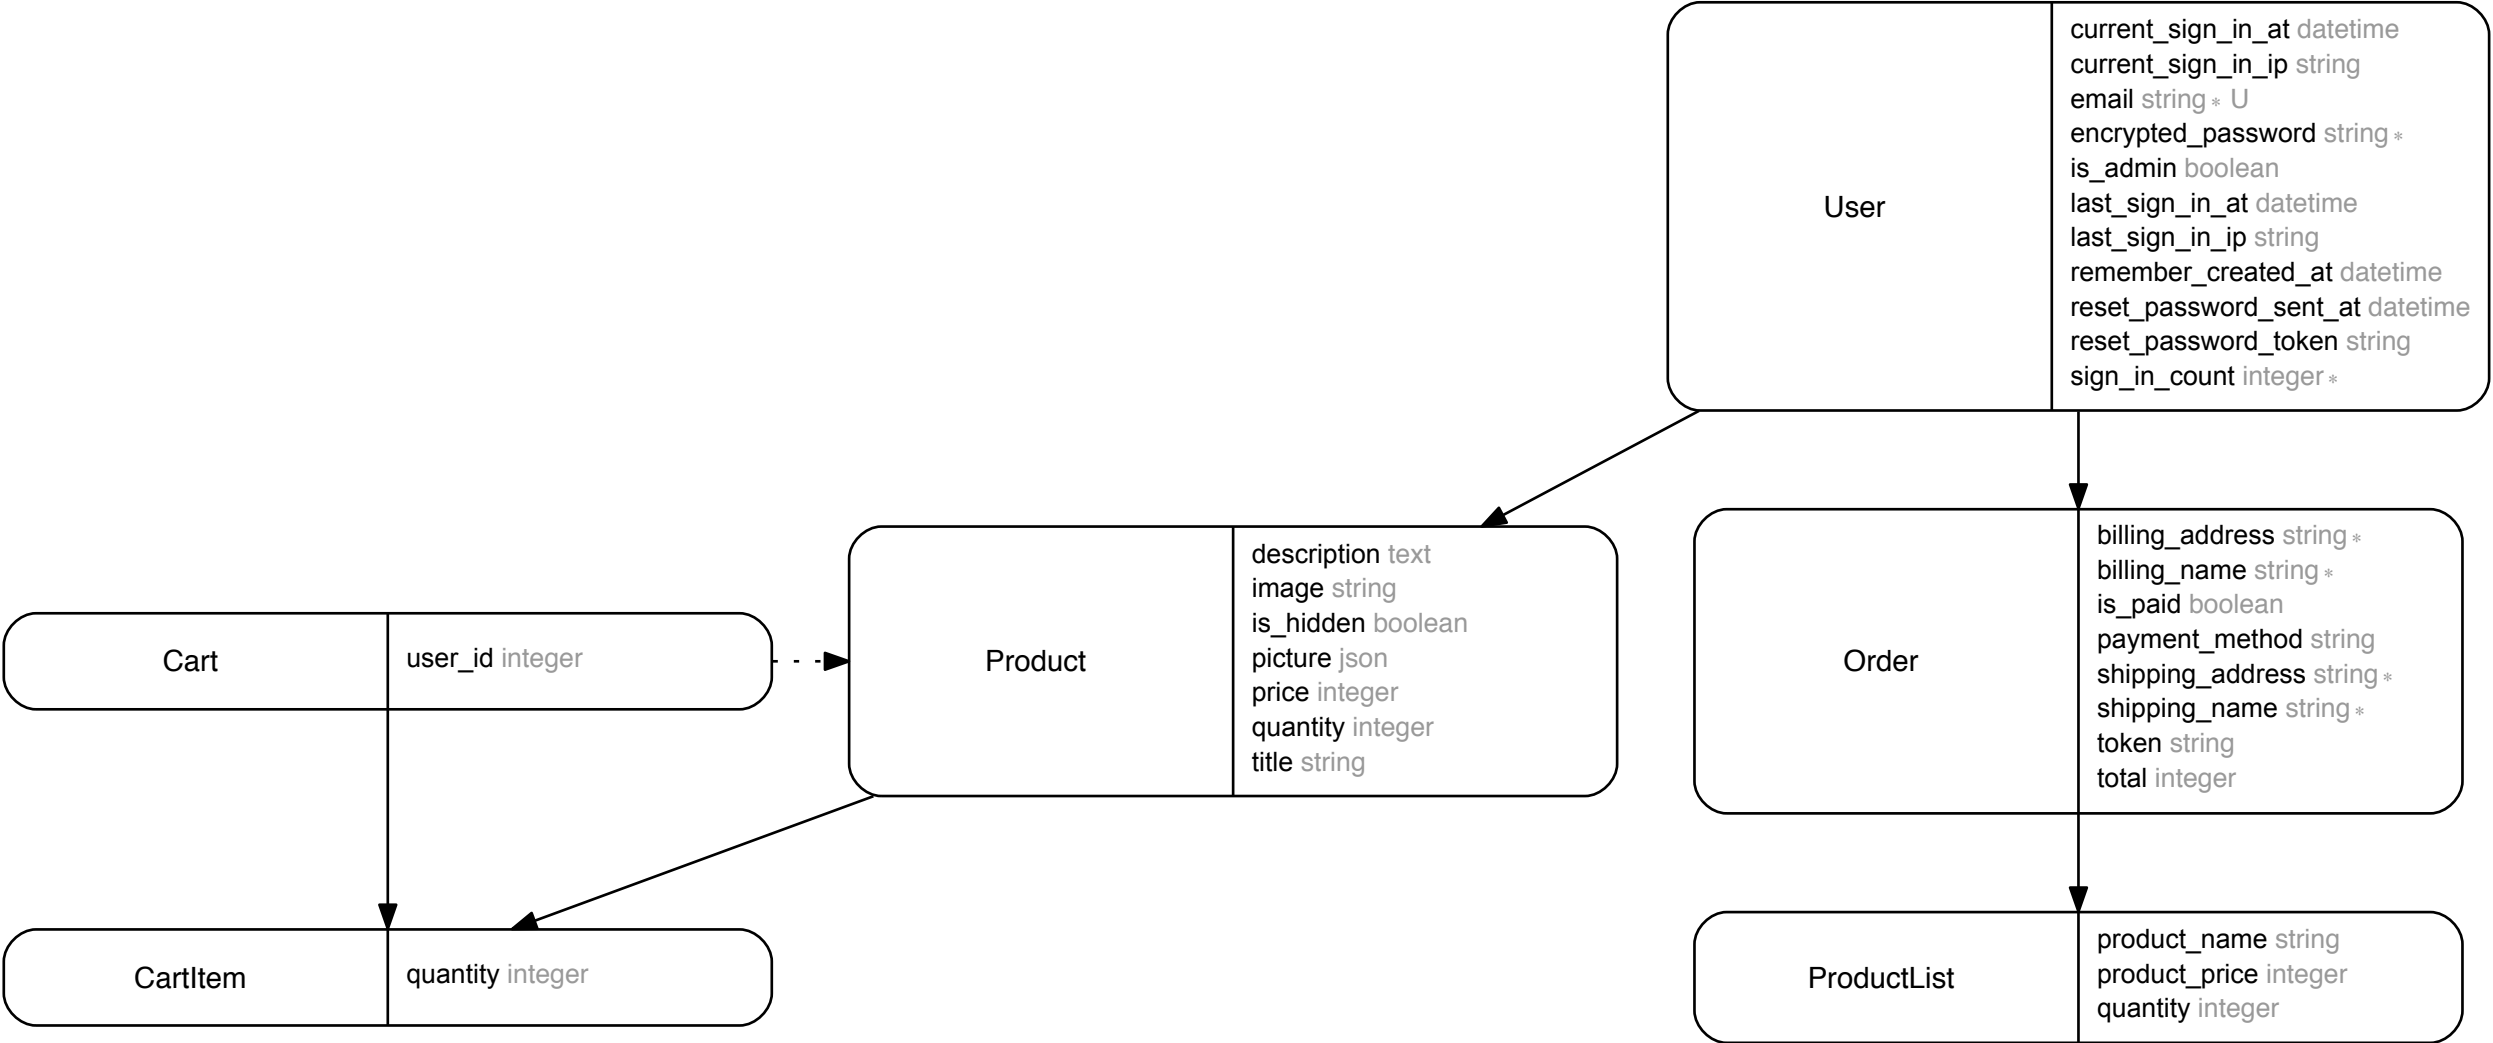 User
current_sign_in_at datetime
current_sign_in_ip string
email string * U
encrypted_password string *
is_admin boolean
last_sign_in_at datetime
last_sign_in_ip string
remember_created_at datetime
reset_password_sent_at datetime
reset_password_token string
sign_in_count integer *
Cart
user_id integer
Product
description text
image string
is_hidden boolean
picture json
price integer
quantity integer
title string
Order
billing_address string *
billing_name string *
is_paid boolean
payment_method string
shipping_address string *
shipping_name string *
token string
total integer
CartItem
quantity integer
ProductList
product_name string
product_price integer
quantity integer